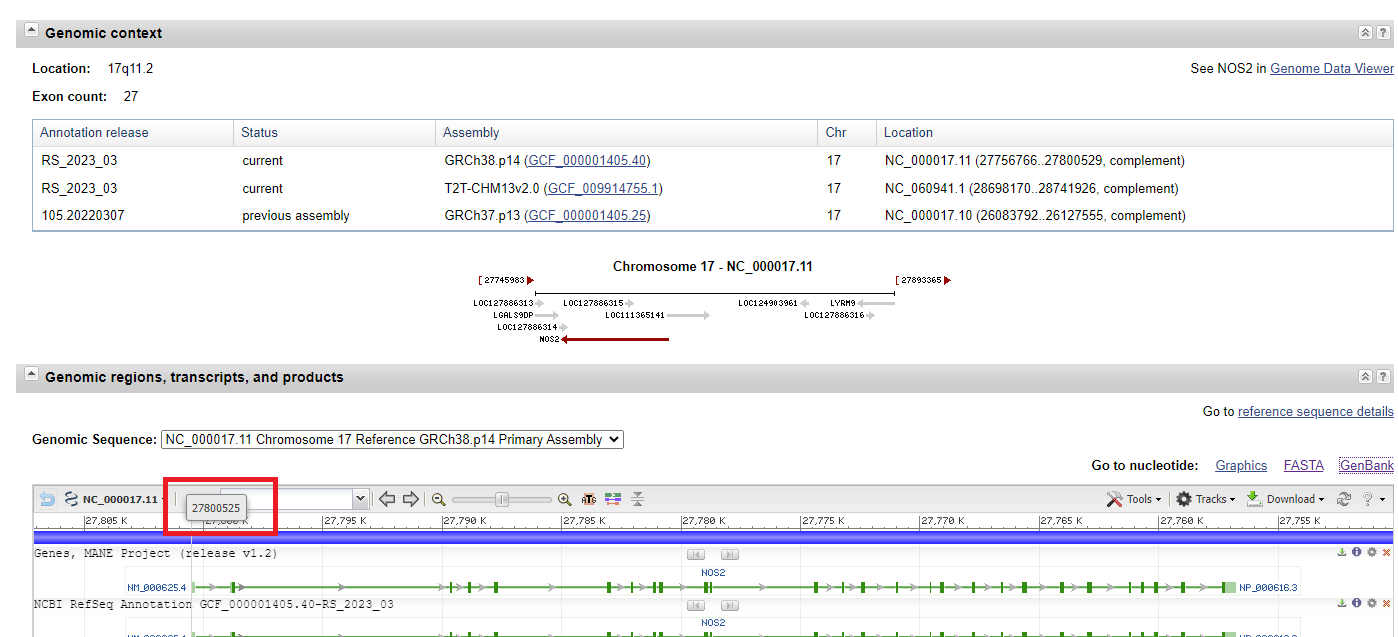 Genomic context
Location: 17q11.2
See NOS2 in Genome Data Viewer
Exon count: 27
Annotation release Status Assembly Chr Location
RS_2023_03 current GRCh38.p14 (GCF_000001405.40) 17 NC_000017.11 (27756766..27800529, complement)
RS_2023_03 current T2T-CHM13v2.0 (GCF_009914755.1) 17 NC_060941.1 (28698170..28741926, complement)
105.20220307 previous assembly GRCh37.p13 (GCF_000001405.25) 17 NC_000017.10 (26083792..26127555, complement)
Chromosome 17 - NC_000017.11
[ 27745983 [ 27893365
LOC127886313 LOC127886315 LOC124903961 LYRM9
LGALS9DP LOC111365141 LOC127886316
LOC127886314
NOS2
Genomic regions, transcripts, and products
Go to reference sequence details
Genomic Sequence: NC_000017.11 Chromosome 17 Reference GRCh38.p14 Primary Assembly
Go to nucleotide: Graphics FASTA GenBank
NC_000017.11 ATG Tools Tracks Download ?
27800525
27,805 K 27,795 K 27,790 K 27,785 K 27,780 K 27,775 K 27,770 K 27,765 K 27,760 K 27,755 K
Genes, MANE Project (release v1.2)
NOS2
NM_000625.4 NP_000616.3
NCBI RefSeq Annotation GCF_000001405.40-RS_2023_03
NOS2